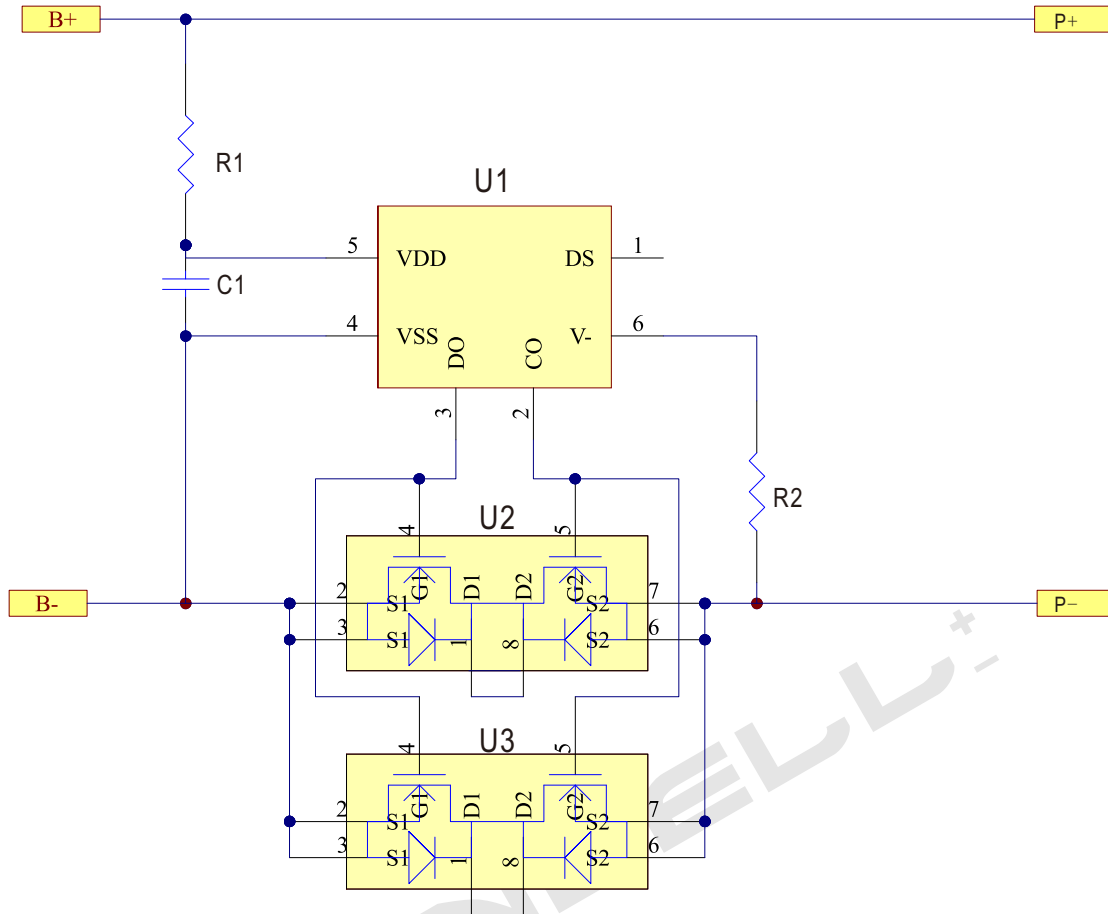 B+
P+
R1
U1
5 VDD
DS 1
C1
4 VSS
V- 6
DO
CO
3
2
R2
U2
4
5
G1 D1 D2 G2
B-
2 S1
S2 7
P−
3 S1
1
8
S2 6
U3
4
5
G1 D1 D2 G2
2 S1
S2 7
3 S1
1
8
S2 6
ELL+−